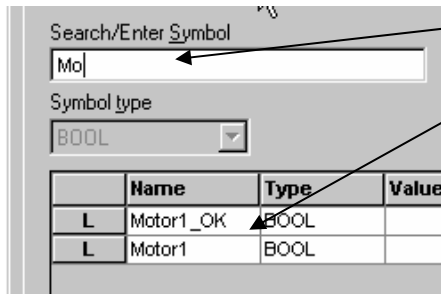 Search/Enter Symbol
Mo
Symbol type
BOOL
Name Type Value
L Motor1_OK BOOL
L Motor1 BOOL